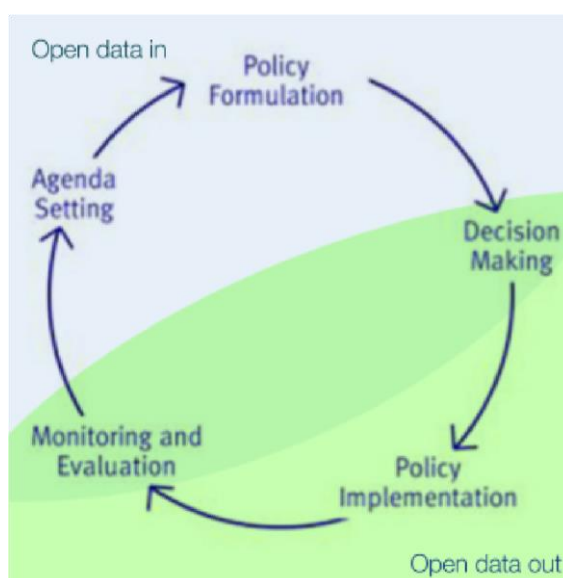 Open data in
Policy
Formulation
Agenda
Setting
Decision
Making
Monitoring and
Evaluation
Policy
Implementation
Open data out